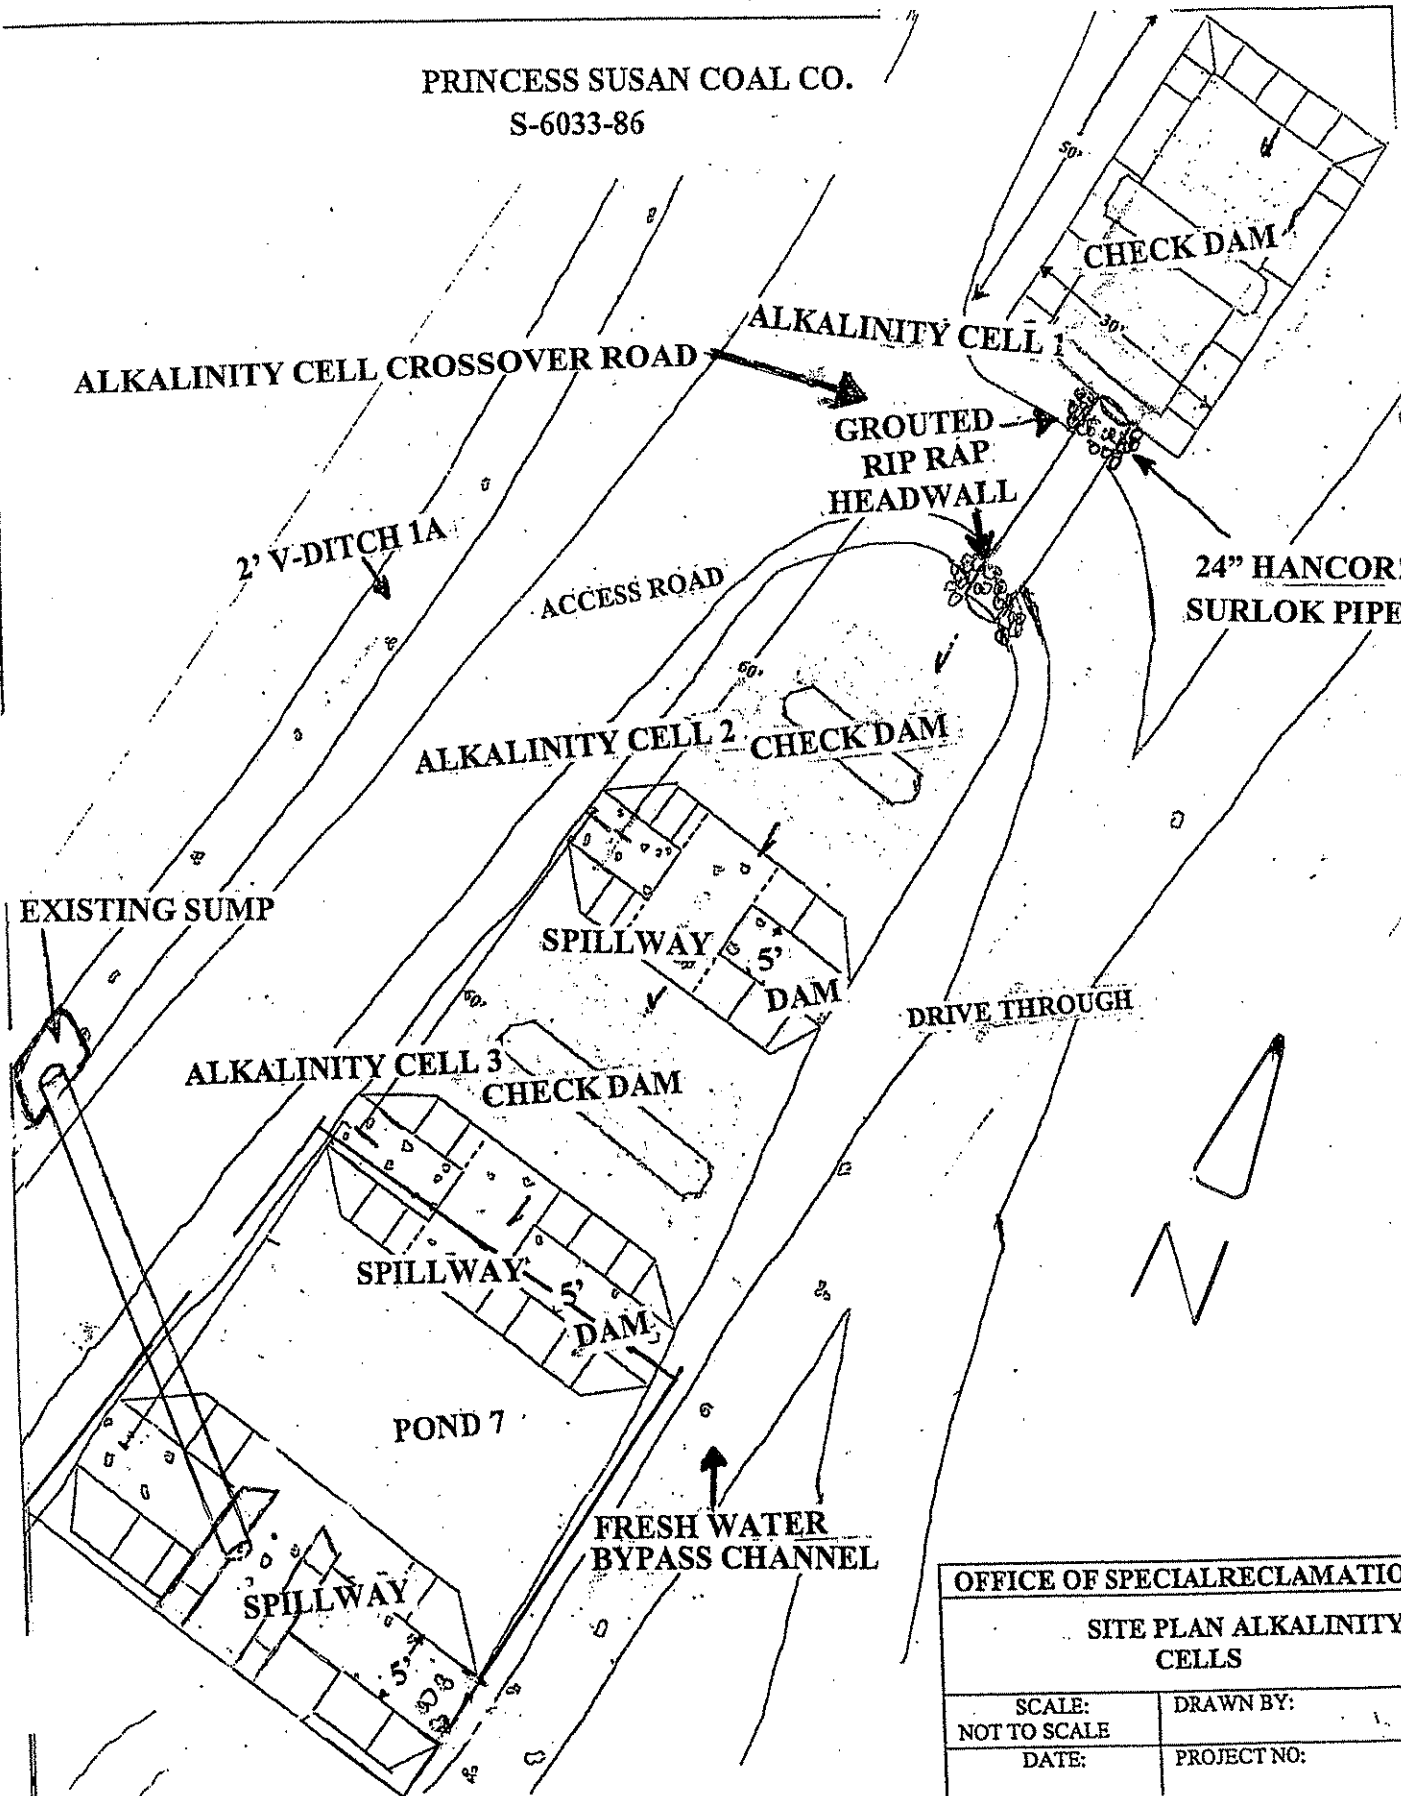 PRINCESS SUSAN COAL CO.
S-6033-86
50'
CHECK DAM
30'
ALKALINITY CELL 1
ALKALINITY CELL CROSSOVER ROAD
GROUTED
RIP RAP
HEADWALL
2' V-DITCH 1A
ACCESS ROAD
24" HANCOR
SURLOK PIPE
60'
ALKALINITY CELL 2
CHECK DAM
EXISTING SUMP
SPILLWAY
5'
DAM
60'
DRIVE THROUGH
ALKALINITY CELL 3
CHECK DAM
SPILLWAY
5'
DAM
N
POND 7
FRESH WATER
BYPASS CHANNEL
SPILLWAY
5'
OFFICE OF SPECIALRECLAMATIO
SITE PLAN ALKALINITY
CELLS
SCALE:
NOT TO SCALE
DRAWN BY:
DATE:
PROJECT NO: